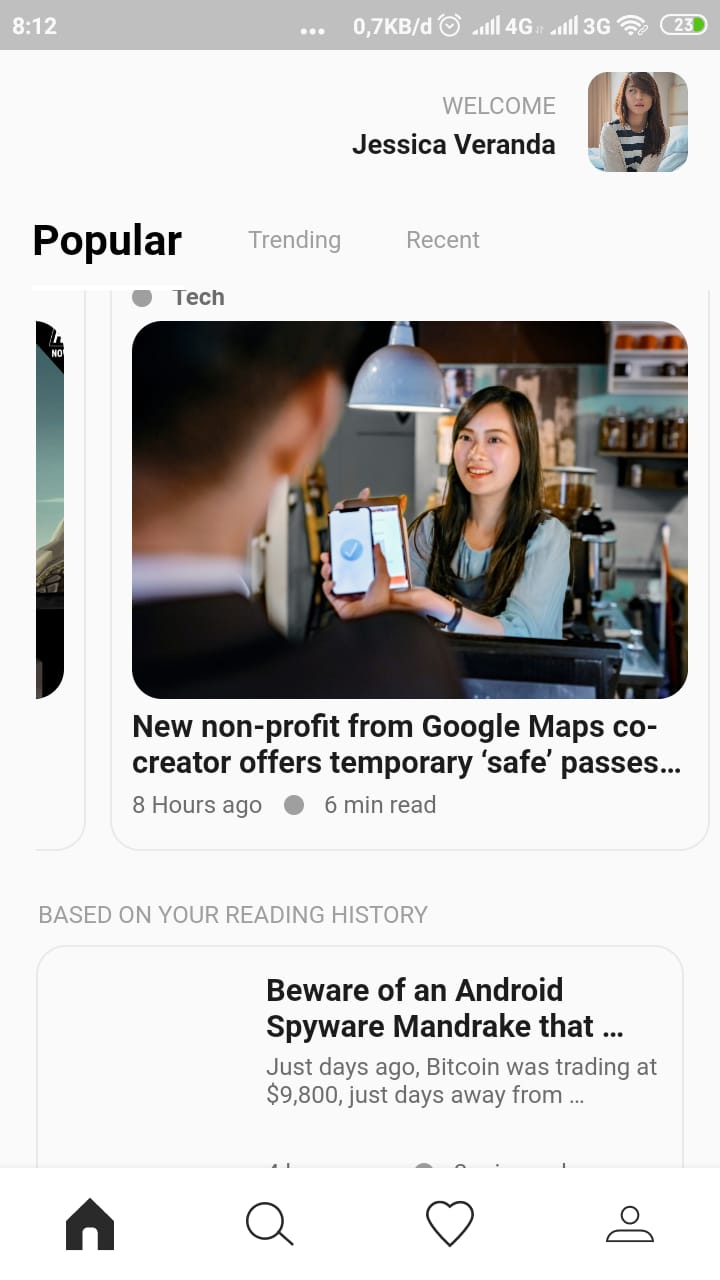 8:12
... 0,7KB/d 4G 3G 23
WELCOME
Jessica Veranda
Popular Trending Recent
Tech
NO
New non-profit from Google Maps co-
creator offers temporary ‘safe’ passes...
8 Hours ago 6 min read
BASED ON YOUR READING HISTORY
Beware of an Android
Spyware Mandrake that ...
Just days ago, Bitcoin was trading at
$9,800, just days away from ...